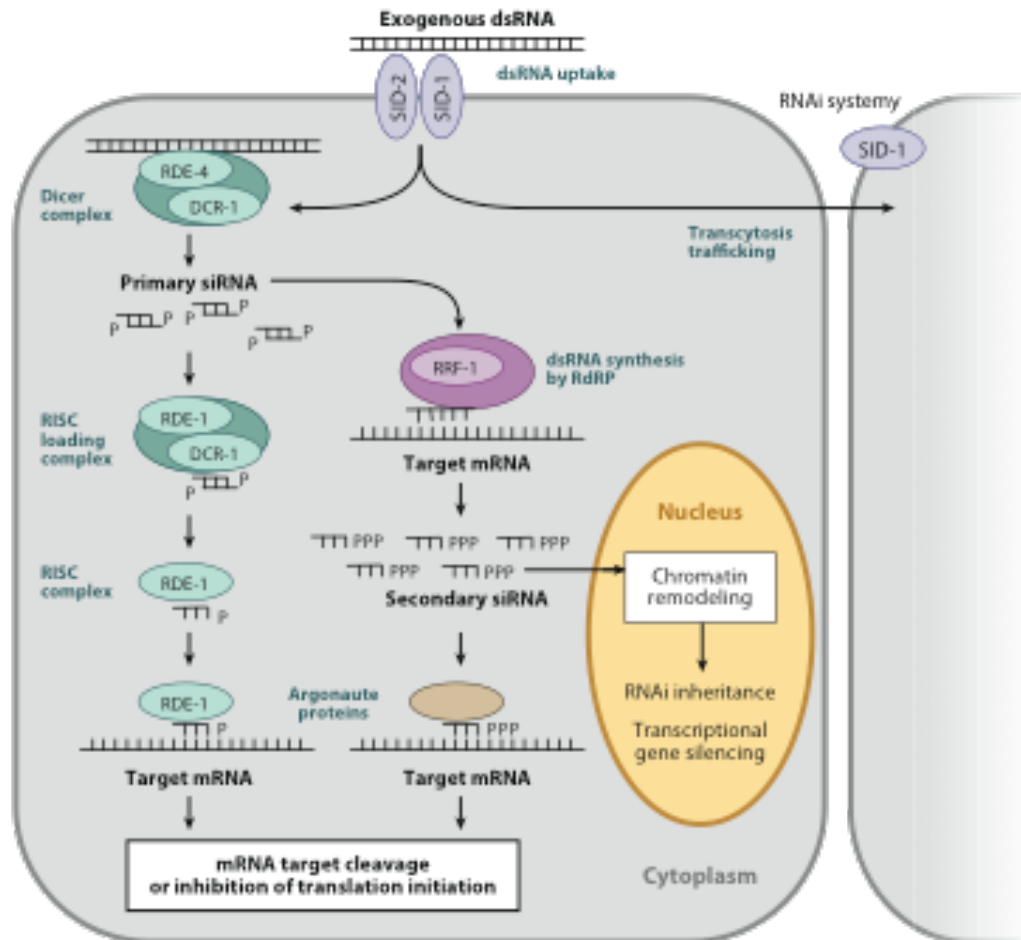 Exogenous dsRNA
SID-2
SID-1
dsRNA uptake
RNAi systemy
SID-1
RDE-4
DCR-1
Dicer
complex
Transcytosis
trafficking
Primary siRNA
P P P P
P P
RRF-1
dsRNA synthesis
by RdRP
RDE-1
DCR-1
RISC
loading
complex
P P
Target mRNA
Nucleus
PPP PPP PPP
PPP PPP
Secondary siRNA
Chromatin
remodeling
RISC
complex
RDE-1
P
RNAi inheritance
Transcriptional
gene silencing
Argonaute
proteins
RDE-1
P
PPP
Target mRNA
Target mRNA
mRNA target cleavage
or inhibition of translation initiation
Cytoplasm